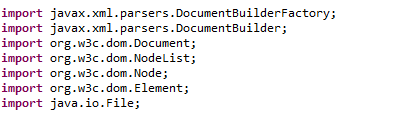 import javax.xml.parsers.DocumentBuilderFactory;
import javax.xml.parsers.DocumentBuilder;
import org.w3c.dom.Document;
import org.w3c.dom.NodeList;
import org.w3c.dom.Node;
import org.w3c.dom.Element;
import java.io.File;